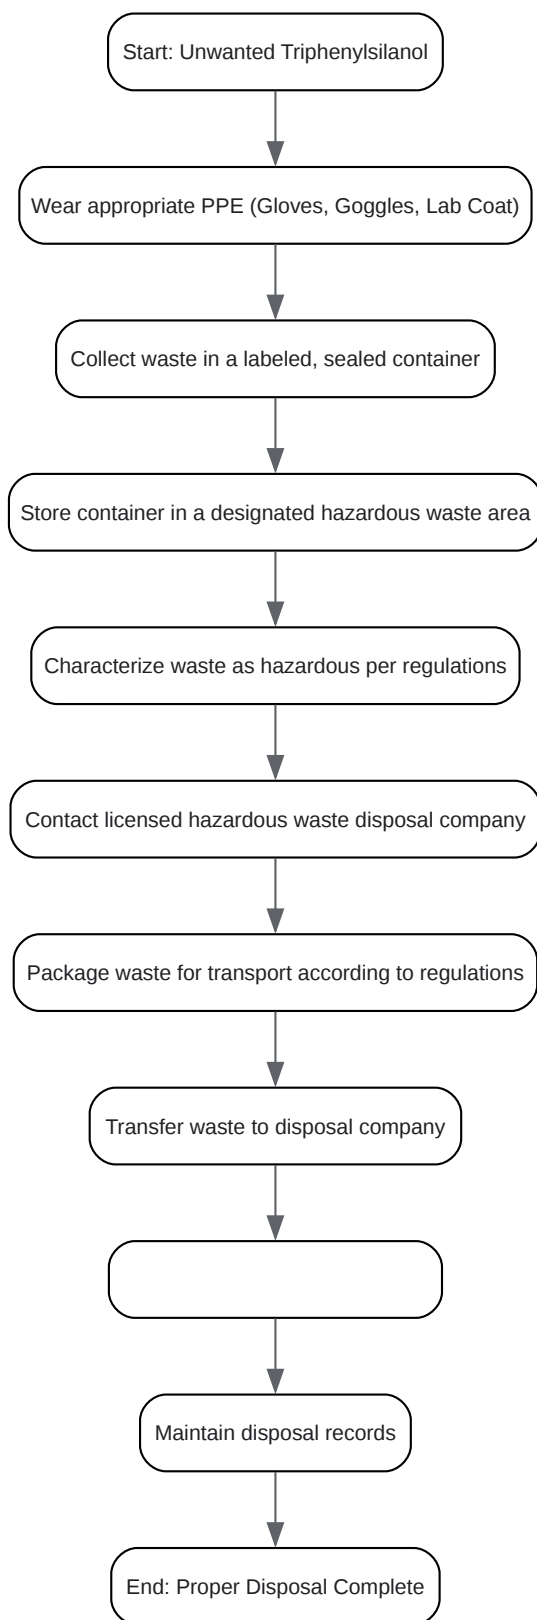 Start: Unwanted Triphenylsilanol
Wear appropriate PPE (Gloves, Goggles, Lab Coat)
Collect waste in a labeled, sealed container
Store container in a designated hazardous waste area
Characterize waste as hazardous per regulations
Contact licensed hazardous waste disposal company
Package waste for transport according to regulations
Transfer waste to disposal company
Maintain disposal records
End: Proper Disposal Complete